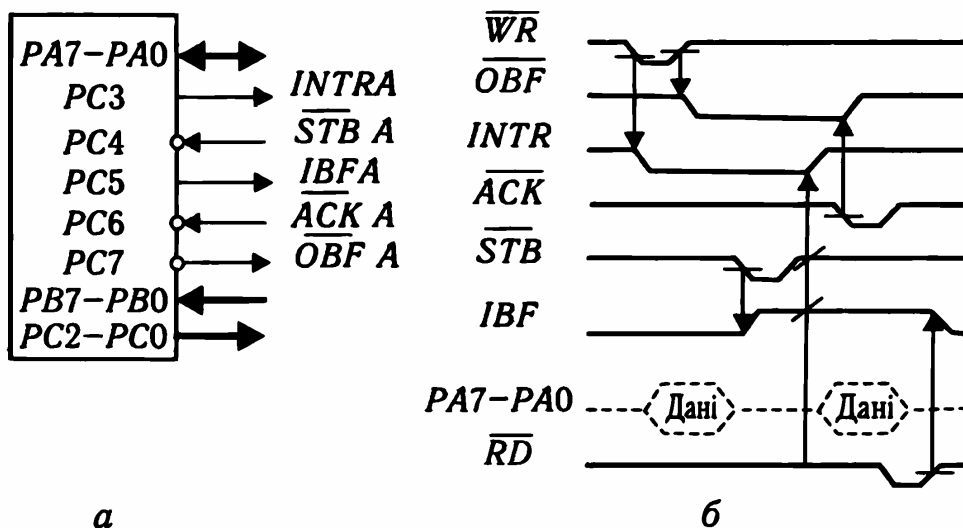 PA7-PA0
PC3 INTRA
PC4 STB A
PC5 IBFA
PC6 ACK A
PC7 OBF A
PB7-PB0
PC2-PC0
а
WR
OBF
INTR
ACK
STB
IBF
PA7-PA0 Дані Дані
RD
б